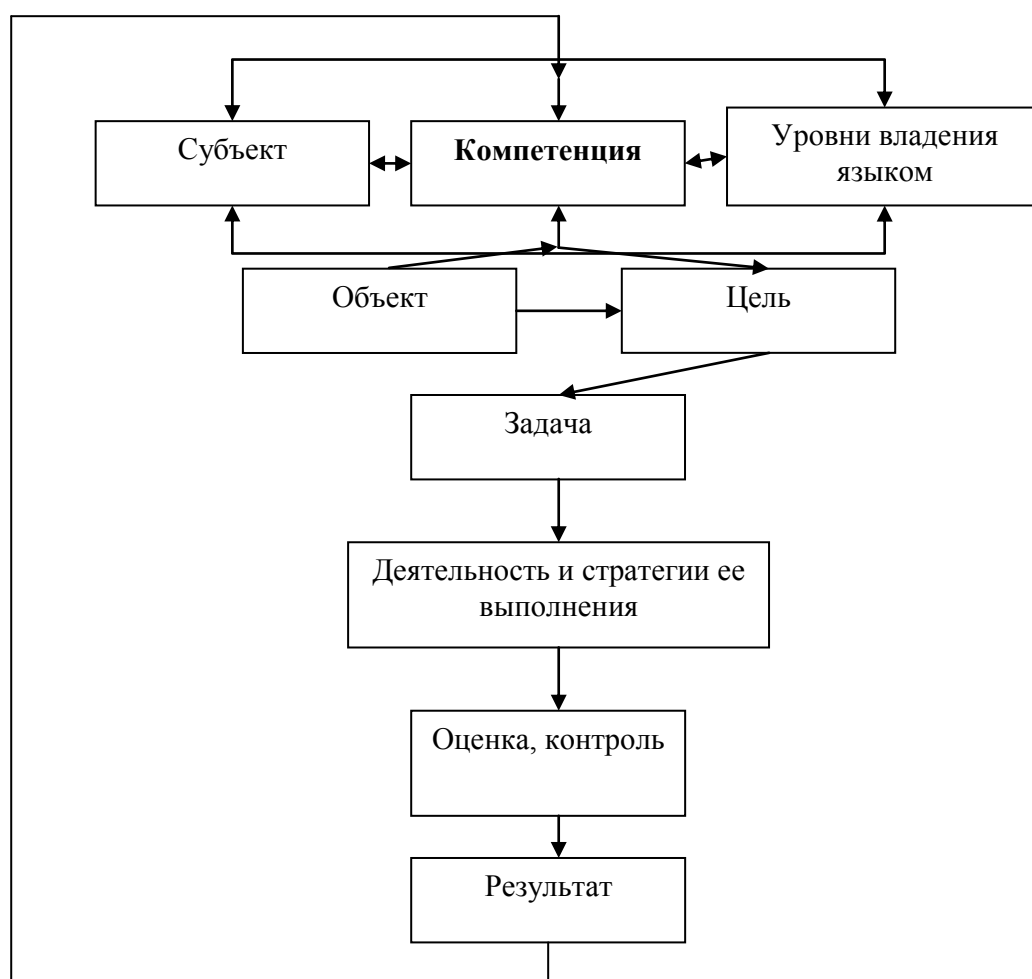 Субъект
Компетенция
Уровни владения
языком
Объект
Цель
Задача
Деятельность и стратегии ее
выполнения
Оценка, контроль
Результат